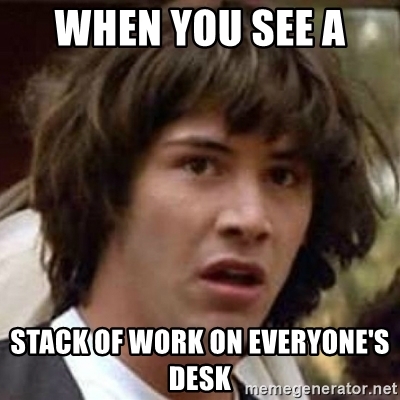 WHEN YOU SEE A
STACK OF WORK ON EVERYONE'S
DESK
memegenerator.net